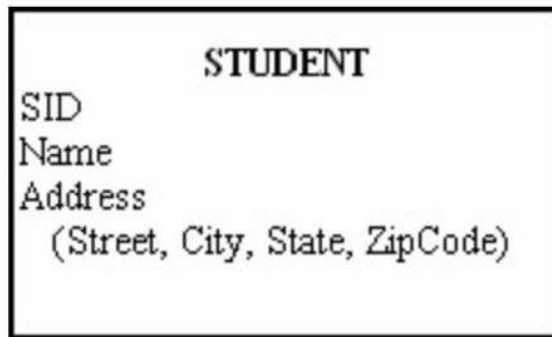 STUDENT
SID
Name
Address
(Street, City, State, ZipCode)